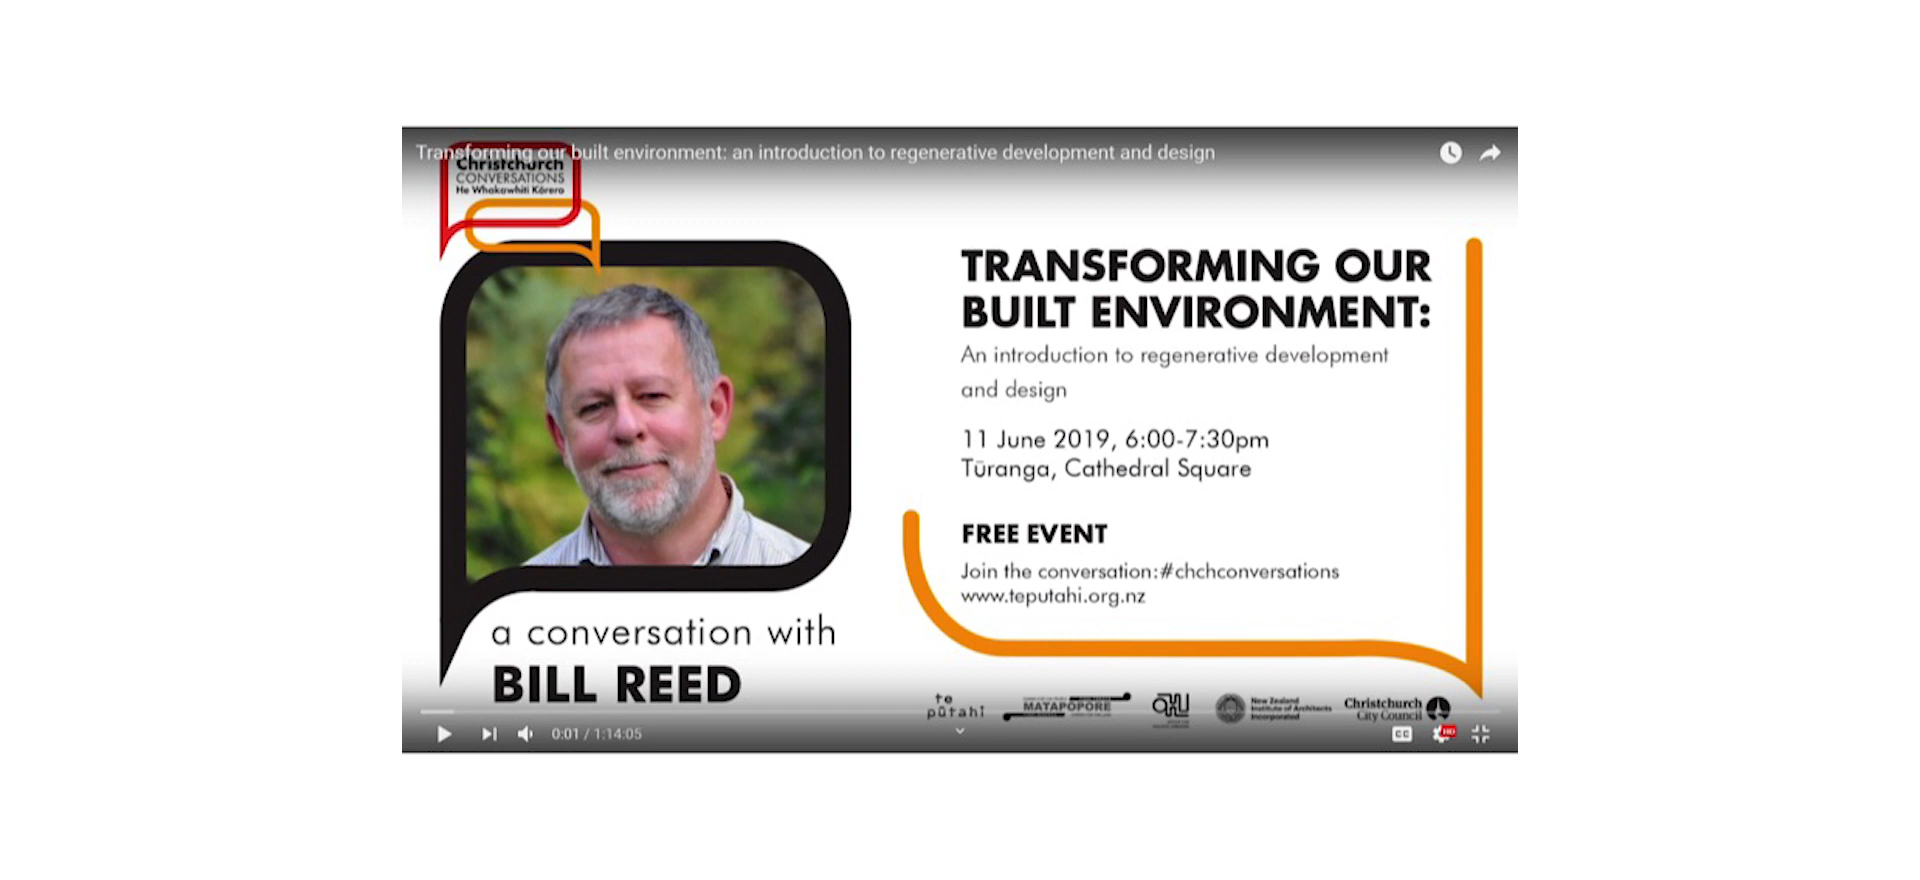 Transforming our built environment: an introduction to regenerative development and design
Christchurch
CONVERSATIONS
He Whakawhiti Kōrero
TRANSFORMING OUR
BUILT ENVIRONMENT:
An introduction to regenerative development
and design
11 June 2019, 6:00-7:30pm
Tūranga, Cathedral Square
FREE EVENT
Join the conversation:#chchconversations
www.teputahi.org.nz
a conversation with
BILL REED
te
pūtahi
MATAPOPORE
New Zealand
Institute of Architects
Incorporated
Christchurch
City Council
0:01 / 1:14:05
CC
HD